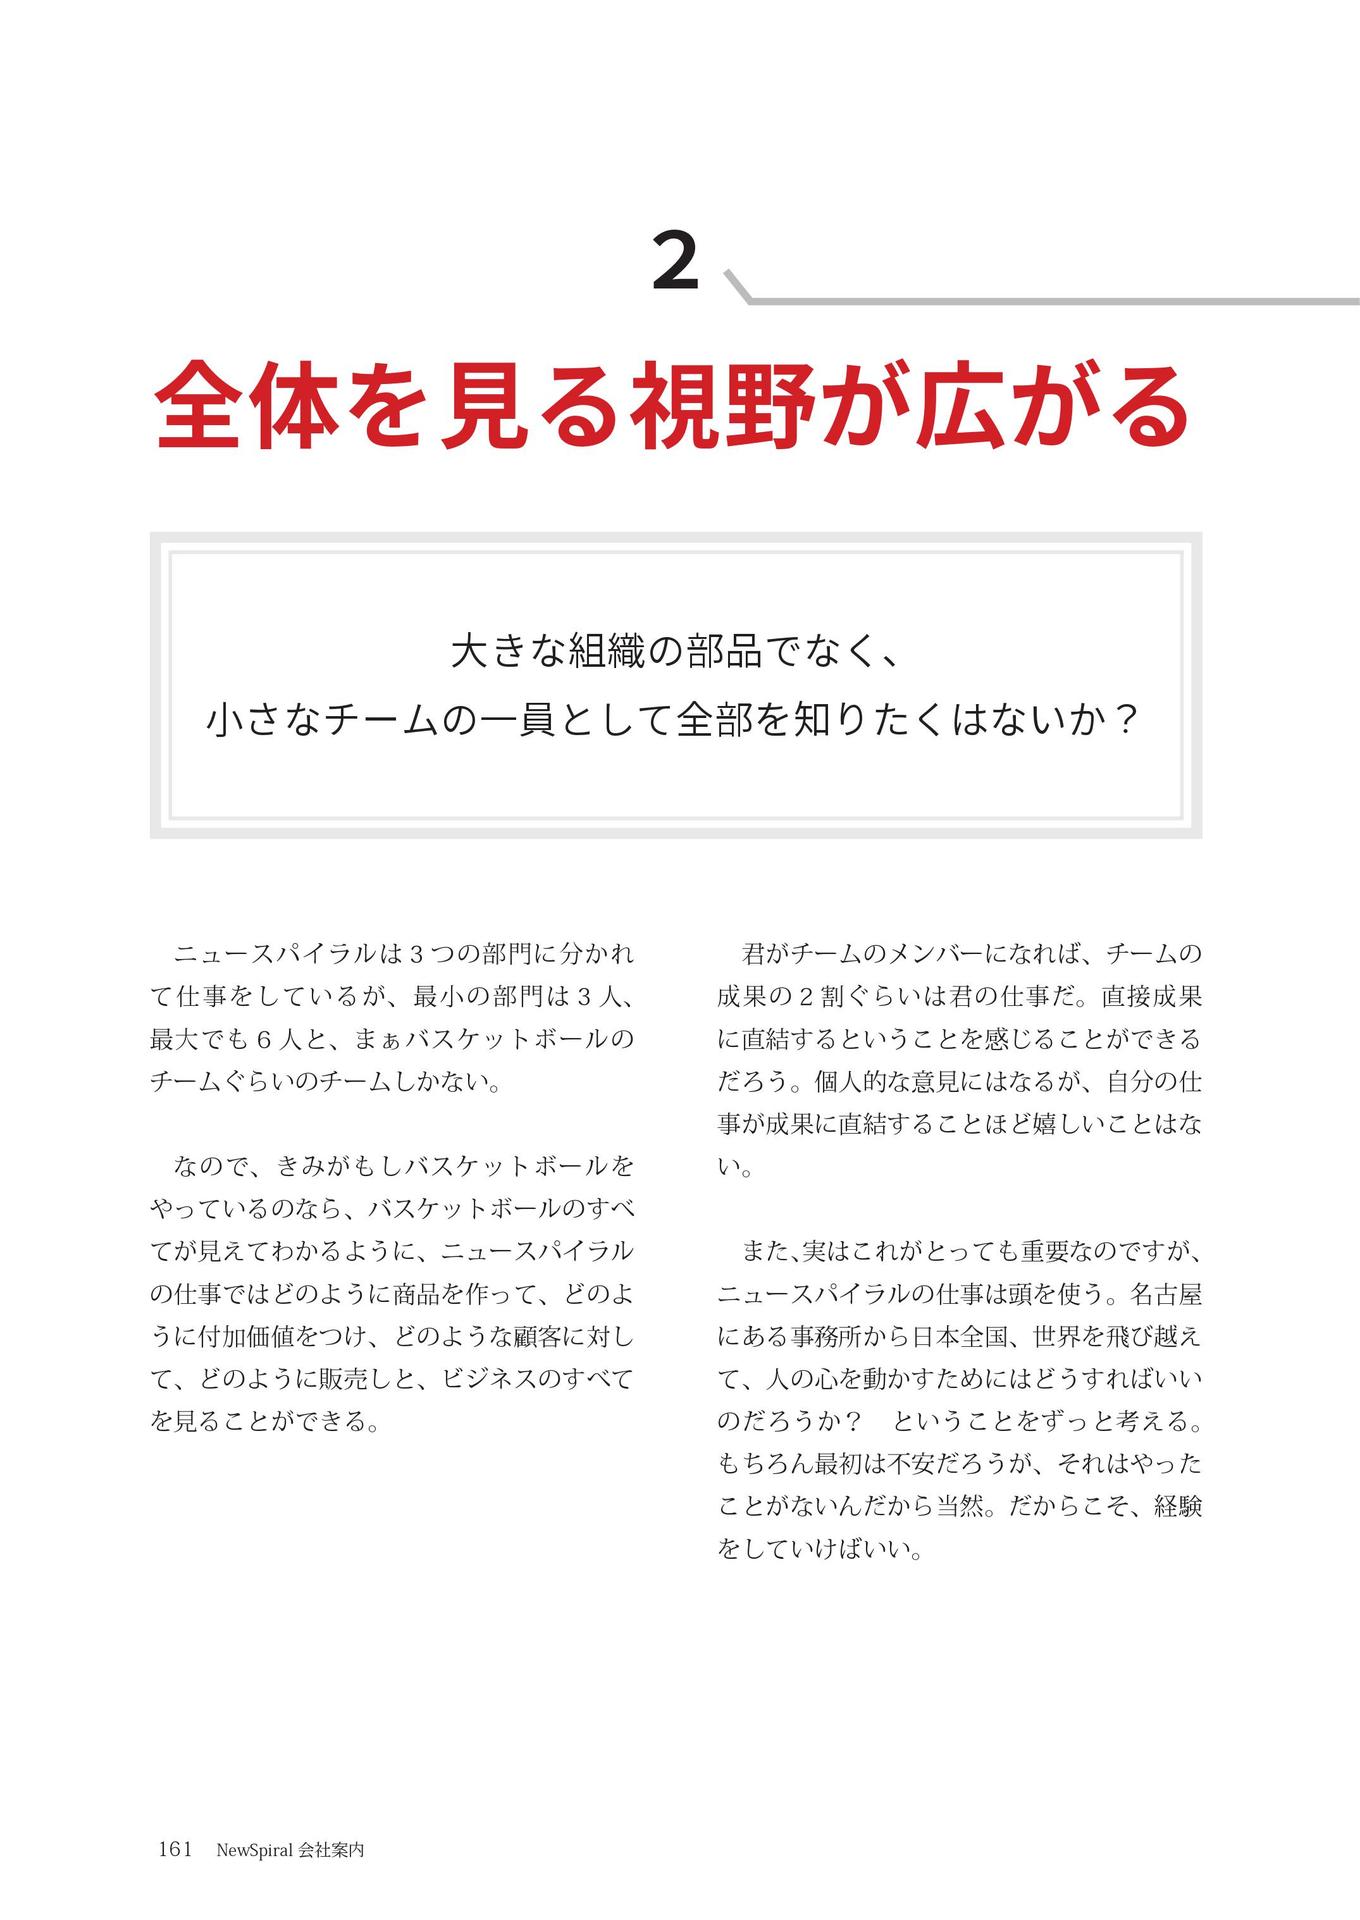 2
全体を見る視野が広がる
大きな組織の部品でなく、
小さなチームの一員として全部を知りたくはないか？
ニュースパイラルは 3 つの部門に分かれ
て仕事をしているが、最小の部門は 3 人、
最大でも 6 人と、まぁバスケットボールの
チームぐらいのチームしかない。
なので、きみがもしバスケットボールを
やっているのなら、バスケットボールのすべ
てが見えてわかるように、ニュースパイラル
の仕事ではどのように商品を作って、どのよ
うに付加価値をつけ、どのような顧客に対し
て、どのように販売しと、ビジネスのすべて
を見ることができる。
君がチームのメンバーになれば、チームの
成果の 2 割ぐらいは君の仕事だ。直接成果
に直結するということを感じることができる
だろう。個人的な意見にはなるが、自分の仕
事が成果に直結することほど嬉しいことはな
い。
また、実はこれがとっても重要なのですが、
ニュースパイラルの仕事は頭を使う。名古屋
にある事務所から日本全国、世界を飛び越え
て、人の心を動かすためにはどうすればいい
のだろうか？　ということをずっと考える。
もちろん最初は不安だろうが、それはやった
ことがないんだから当然。だからこそ、経験
をしていけばいい。
161 NewSpiral 会社案内